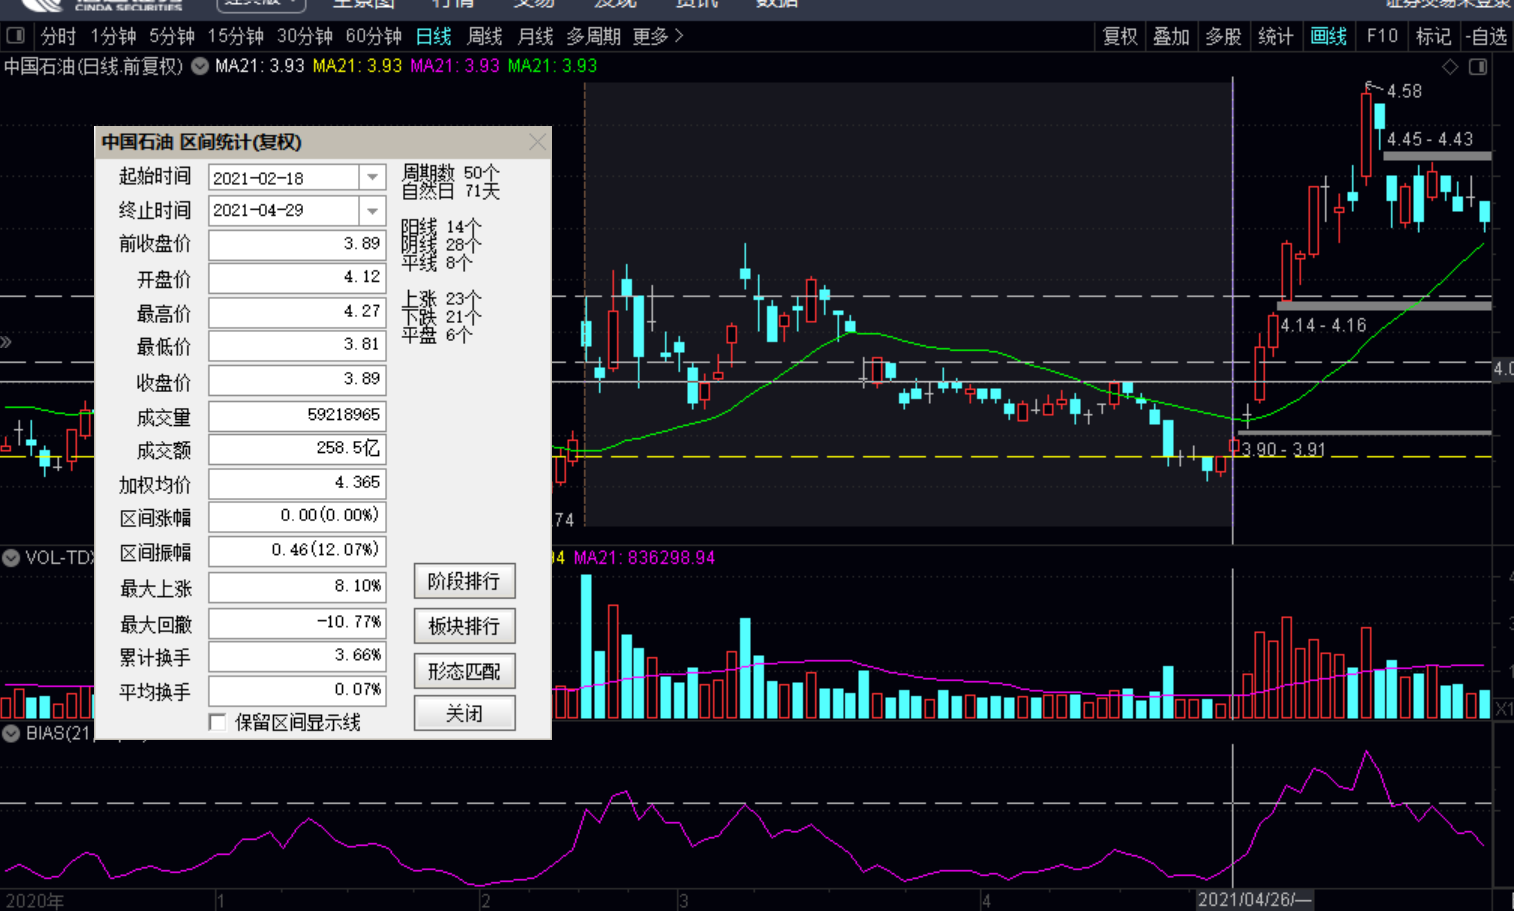 CINDA SECURITIES
分时 1分钟 5分钟 15分钟 30分钟 60分钟 日线 周线 月线 多周期 更多 >
复权 叠加 多股 统计 画线 F10 标记 -自选
中国石油(日线.前复权) MA21: 3.93 MA21: 3.93 MA21: 3.93 MA21: 3.93
4.58
4.45 - 4.43
4.14 - 4.16
3.90 - 3.91
中国石油 区间统计(复权)
起始时间 2021-02-18
终止时间 2021-04-29
前收盘价 3.89
开盘价 4.12
最高价 4.27
最低价 3.81
收盘价 3.89
成交量 59218965
成交额 258.5亿
加权均价 4.365
区间涨幅 0.00(0.00%)
区间振幅 0.46(12.07%)
最大上涨 8.10%
最大回撤 -10.77%
累计换手 3.66%
平均换手 0.07%
保留区间显示线
周期数 50个
自然日 71天
阳线 14个
阴线 28个
平线 8个
上涨 23个
下跌 21个
平盘 6个
阶段排行
板块排行
形态匹配
关闭
.74
VOL-TDX
94 MA21: 836298.94
X1
BIAS(21
2020年 1 2 3 4 2021/04/26/—